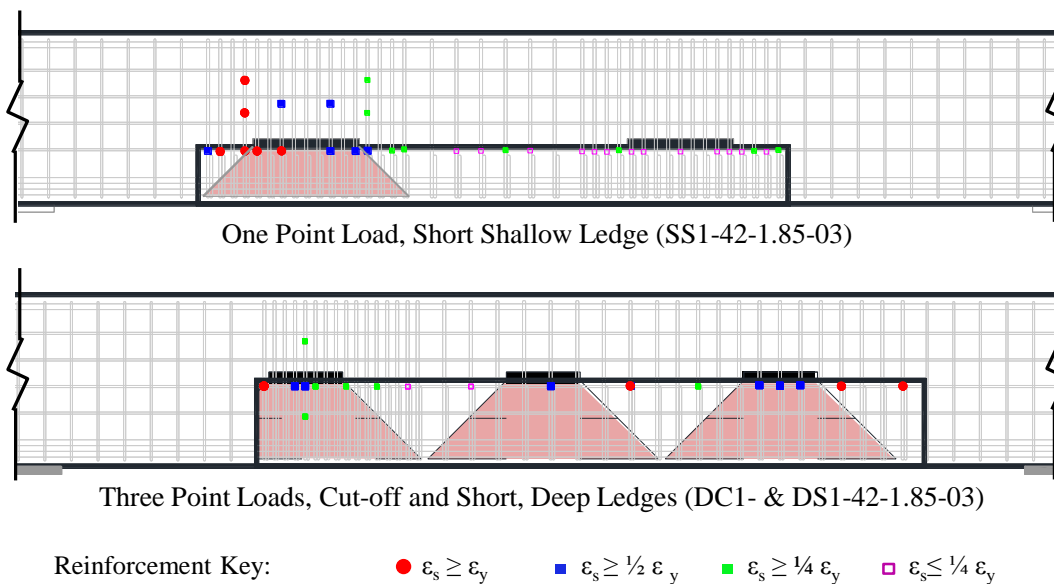 One Point Load, Short Shallow Ledge (SS1-42-1.85-03)
Three Point Loads, Cut-off and Short, Deep Ledges (DC1- & DS1-42-1.85-03)
Reinforcement Key: εs ≥ εy εs ≥ ½ εy εs ≥ ¼ εy εs ≤ ¼ εy